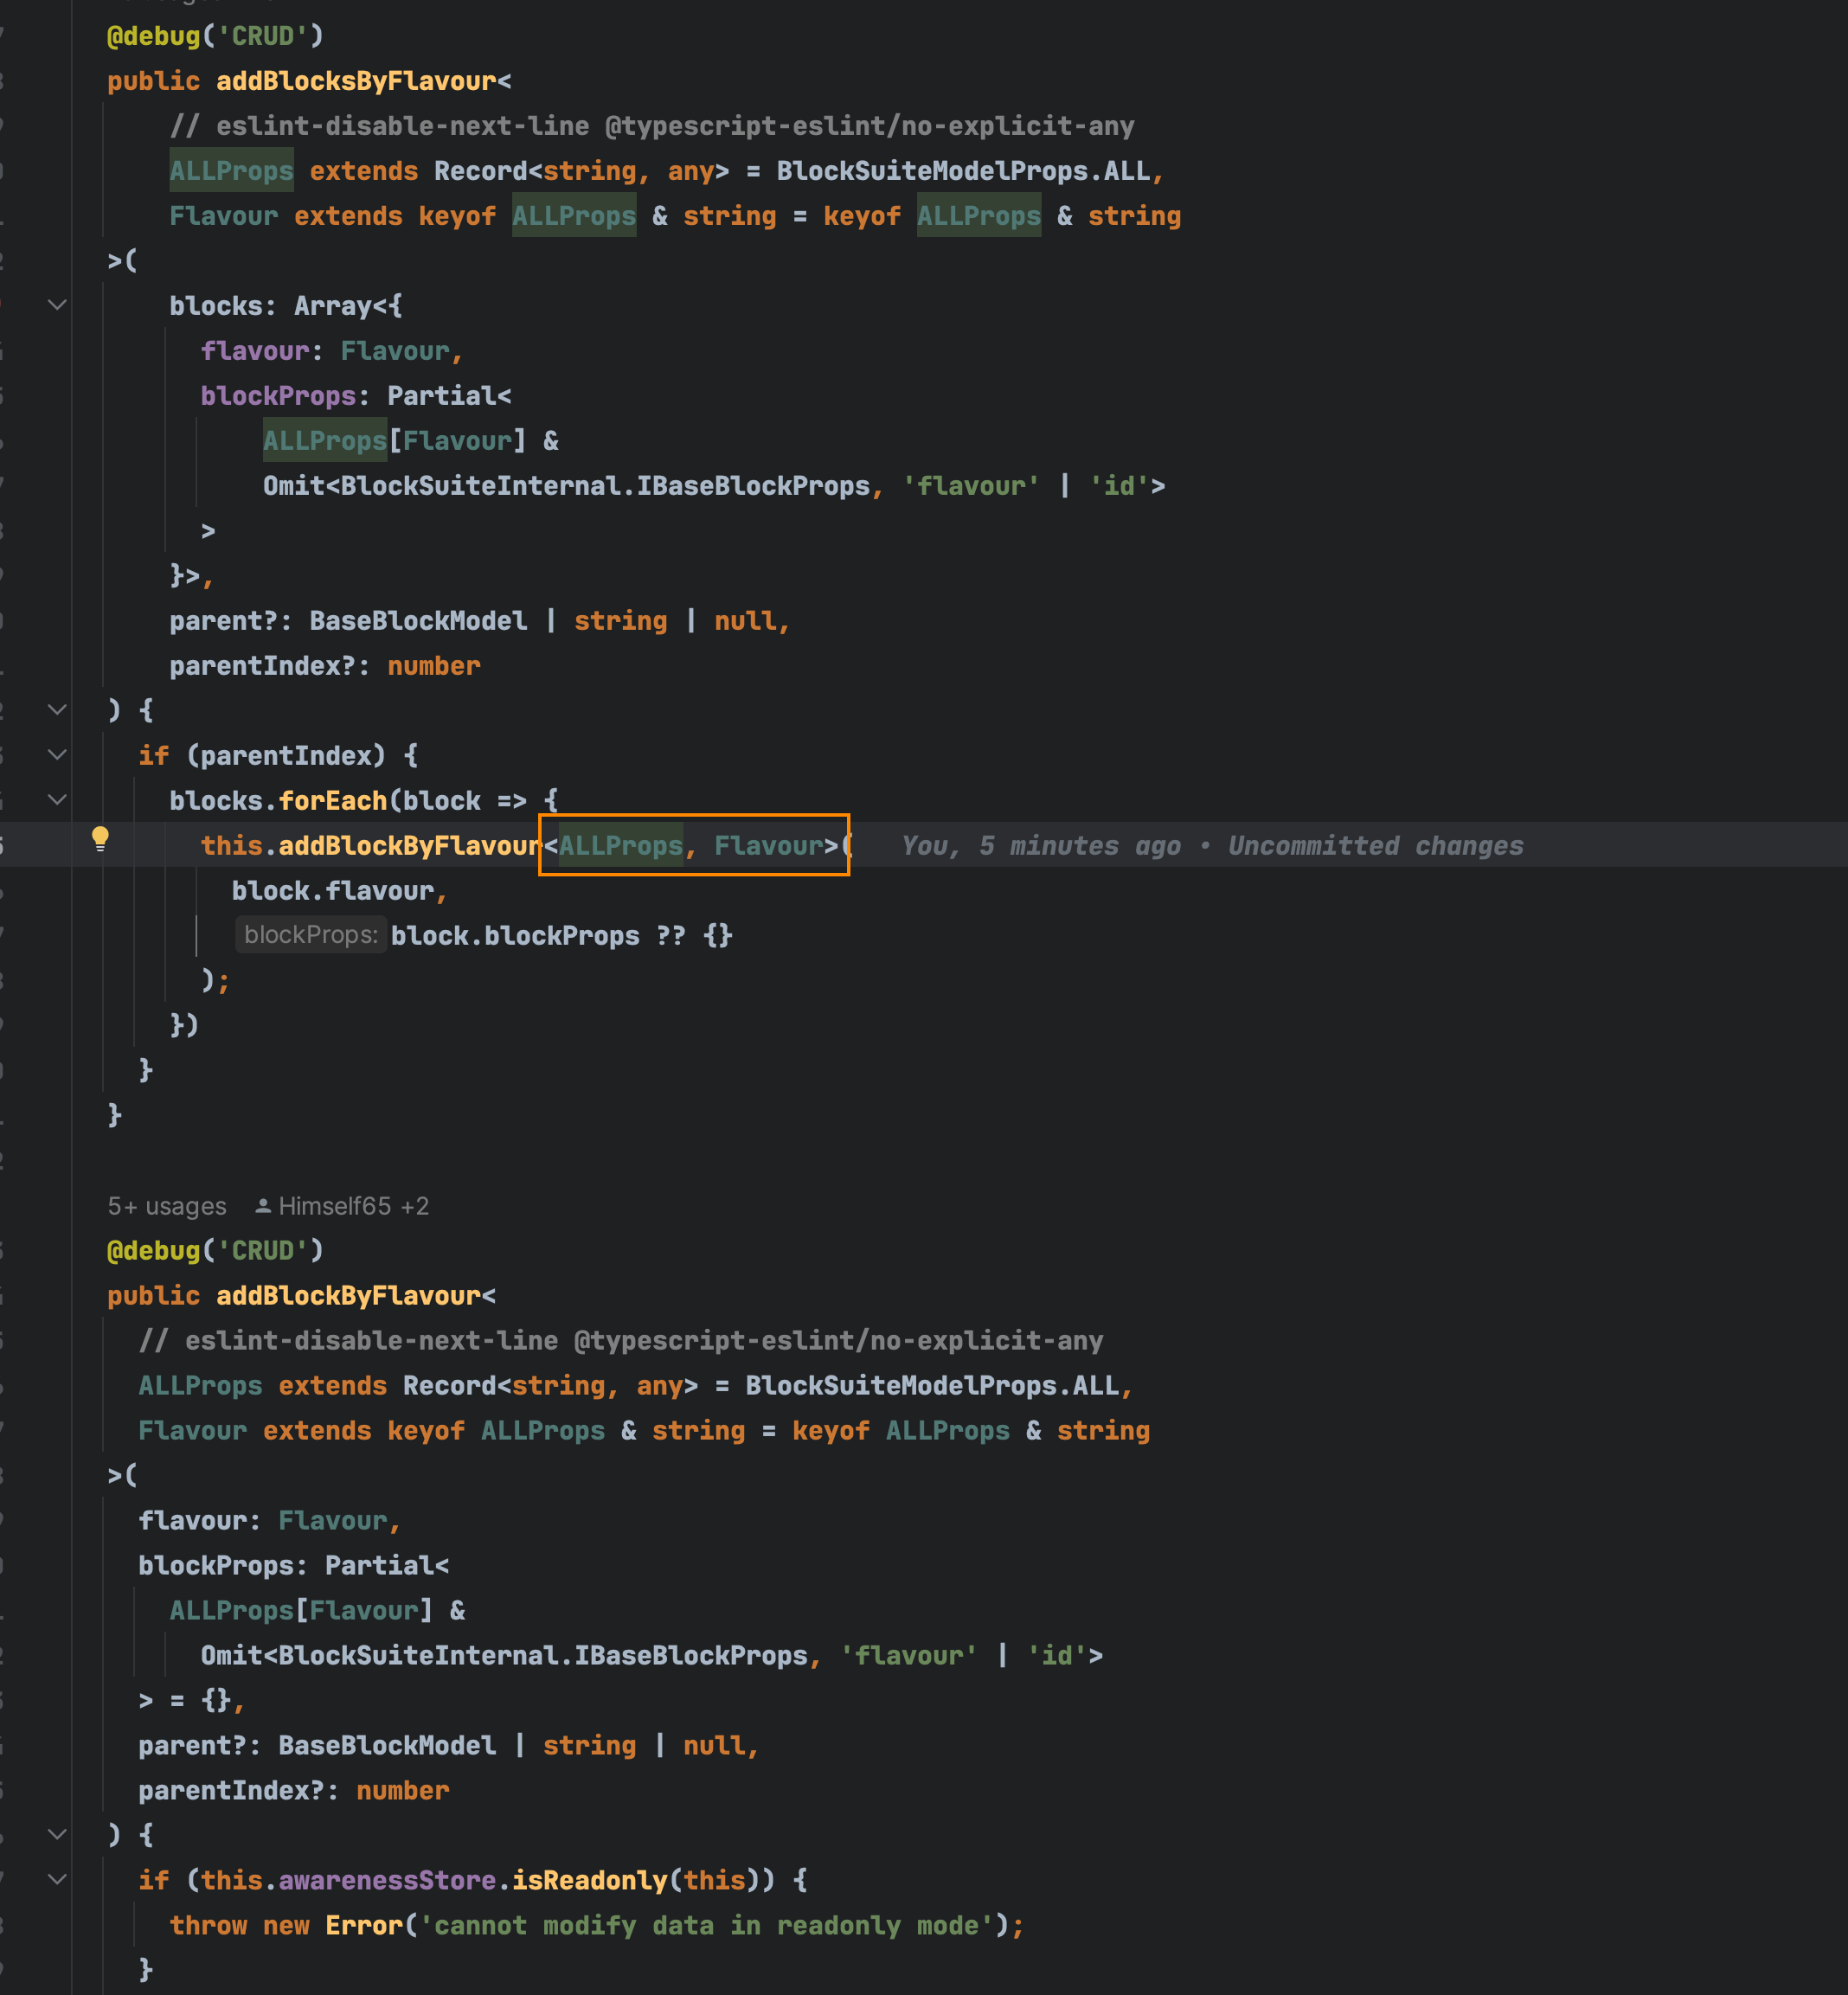 @debug('CRUD')
public addBlocksByFlavour<
// eslint-disable-next-line @typescript-eslint/no-explicit-any
ALLProps extends Record<string, any> = BlockSuiteModelProps.ALL,
Flavour extends keyof ALLProps & string = keyof ALLProps & string
>(
blocks: Array<{
flavour: Flavour,
blockProps: Partial<
ALLProps[Flavour] &
Omit<BlockSuiteInternal.IBaseBlockProps, 'flavour' | 'id'>
>
}>,
parent?: BaseBlockModel | string | null,
parentIndex?: number
) {
if (parentIndex) {
blocks.forEach(block => {
this.addBlockByFlavour<ALLProps, Flavour>( You, 5 minutes ago • Uncommitted changes
block.flavour,
blockProps: block.blockProps ?? {}
);
})
}
}
5+ usages Himself65 +2
@debug('CRUD')
public addBlockByFlavour<
// eslint-disable-next-line @typescript-eslint/no-explicit-any
ALLProps extends Record<string, any> = BlockSuiteModelProps.ALL,
Flavour extends keyof ALLProps & string = keyof ALLProps & string
>(
flavour: Flavour,
blockProps: Partial<
ALLProps[Flavour] &
Omit<BlockSuiteInternal.IBaseBlockProps, 'flavour' | 'id'>
> = {},
parent?: BaseBlockModel | string | null,
parentIndex?: number
) {
if (this.awarenessStore.isReadonly(this)) {
throw new Error('cannot modify data in readonly mode');
}